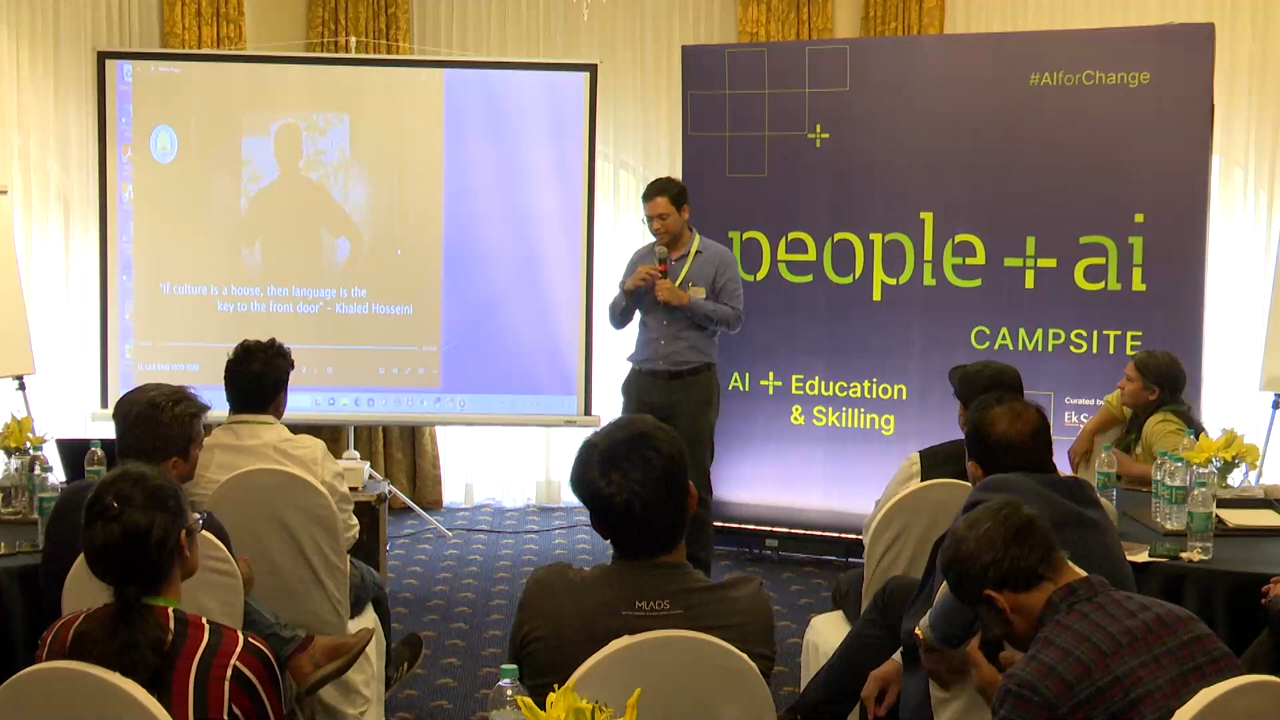 "If culture is a house, then language is the
key to the front door" - Khaled Hosseini
#AIforChange
people + ai
CAMPSITE
AI + Education
& Skilling
Curated by
MLADS